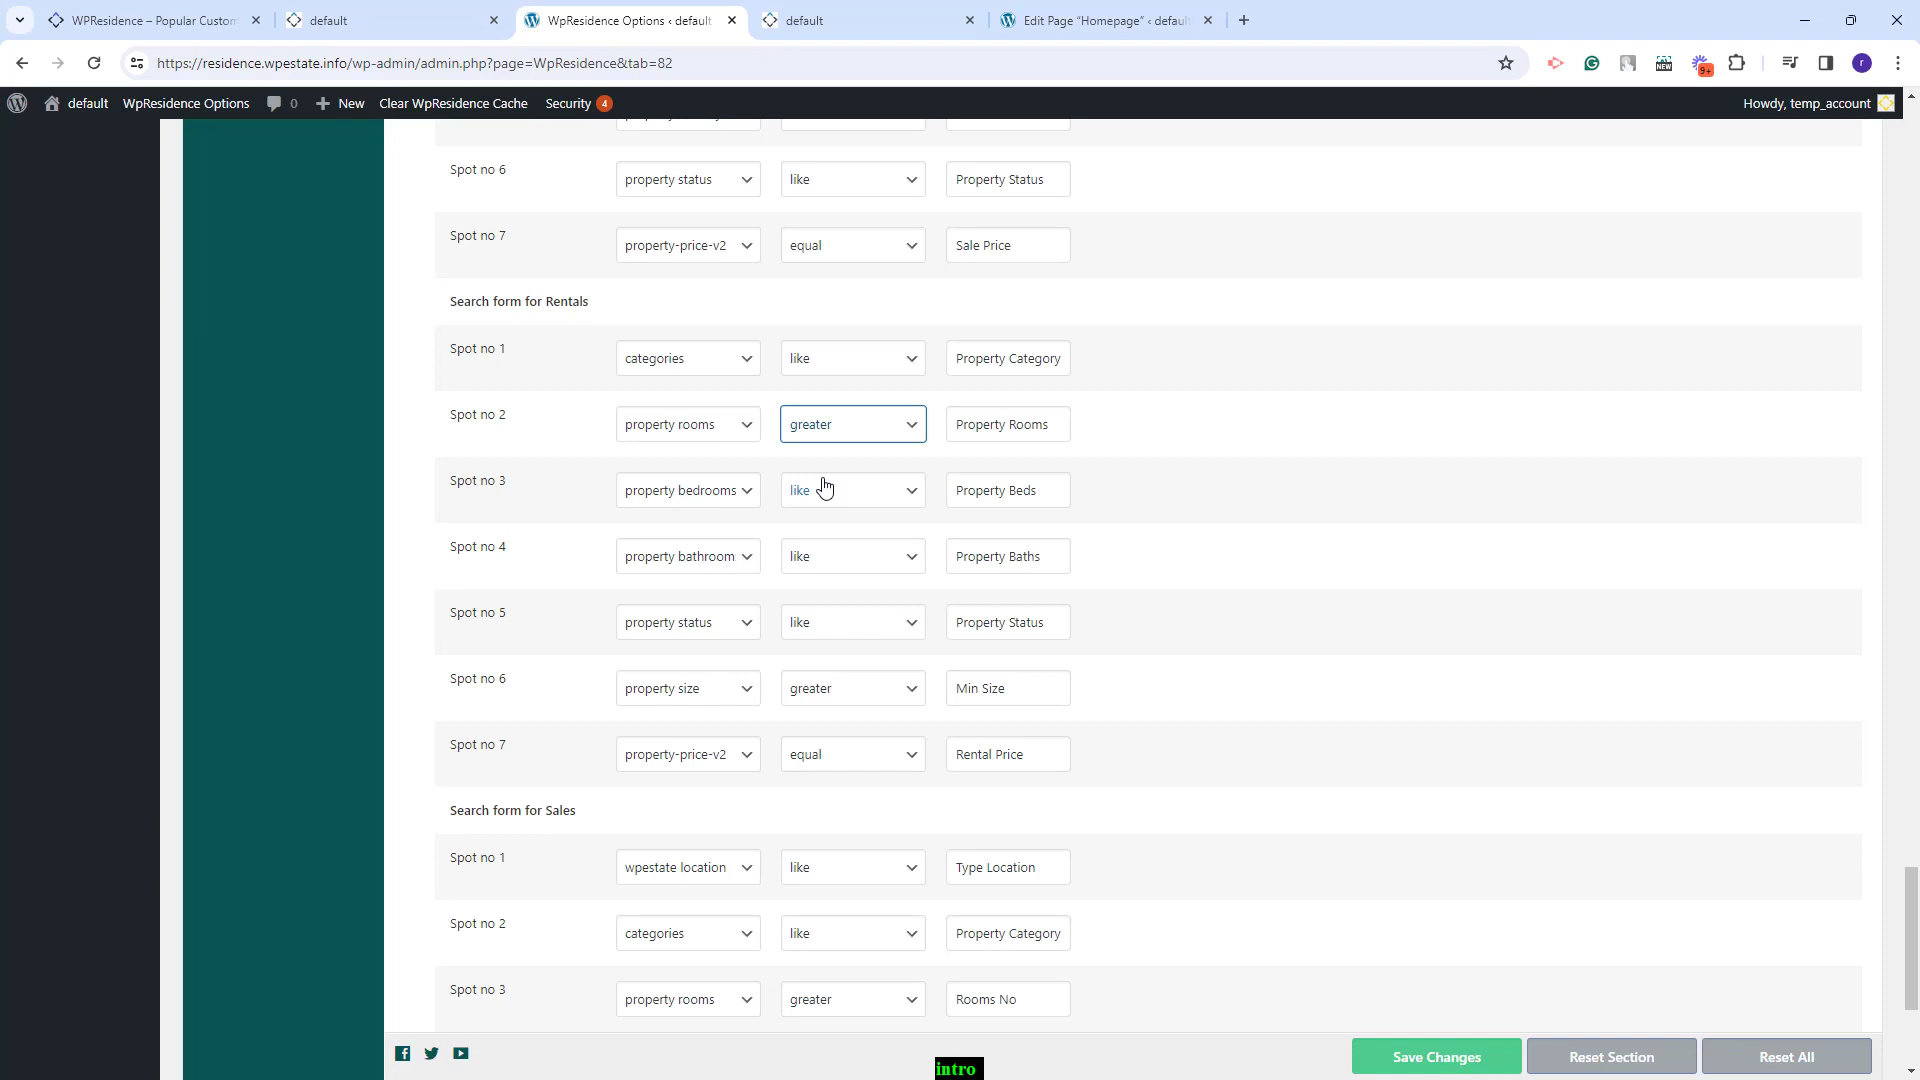 WPResidence – Popular Custom
default
WpResidence Options ‹ default
default
Edit Page "Homepage" ‹ default
https://residence.wpestate.info/wp-admin/admin.php?page=WpResidence&tab=82
NEW
9+
r
default
WpResidence Options
0
New
Clear WpResidence Cache
Security
4
Howdy, temp_account
Spot no 6
property status
like
Property Status
Spot no 7
property-price-v2
equal
Sale Price
Search form for Rentals
Spot no 1
categories
like
Property Category
Spot no 2
property rooms
greater
Property Rooms
Spot no 3
property bedrooms
like
Property Beds
Spot no 4
property bathroom
like
Property Baths
Spot no 5
property status
like
Property Status
Spot no 6
property size
greater
Min Size
Spot no 7
property-price-v2
equal
Rental Price
Search form for Sales
Spot no 1
wpestate location
like
Type Location
Spot no 2
categories
like
Property Category
Spot no 3
property rooms
greater
Rooms No
intro
Save Changes
Reset Section
Reset All